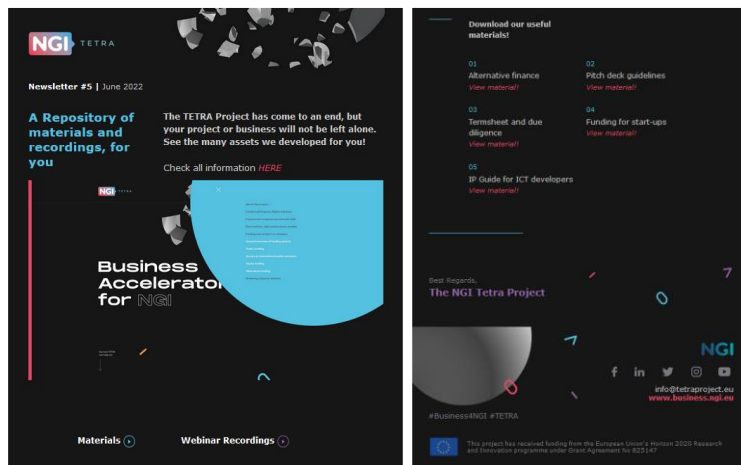 NGI TETRA
Newsletter #5 | June 2022
A Repository of
materials and
recordings, for
you
The TETRA Project has come to an end, but
your project or business will not be left alone.
See the many assets we developed for you!
Check all information HERE
NGI
Business
Accelerator
for NGI
Materials
Webinar Recordings
Download our useful
materials!
01
Alternative finance
View material!
02
Pitch deck guidelines
View material!
03
Termsheet and due
diligence
View material!
04
Funding for start-ups
View material!
05
IP Guide for ICT developers
View material!
Best Regards,
The NGI Tetra Project
NGI
info@tetraproject.eu
www.business.ngi.eu
#Business4NGI #TETRA
This project has received funding from the European Union's Horizon 2020 Research
and Innovation programme under Grant Agreement No 825147